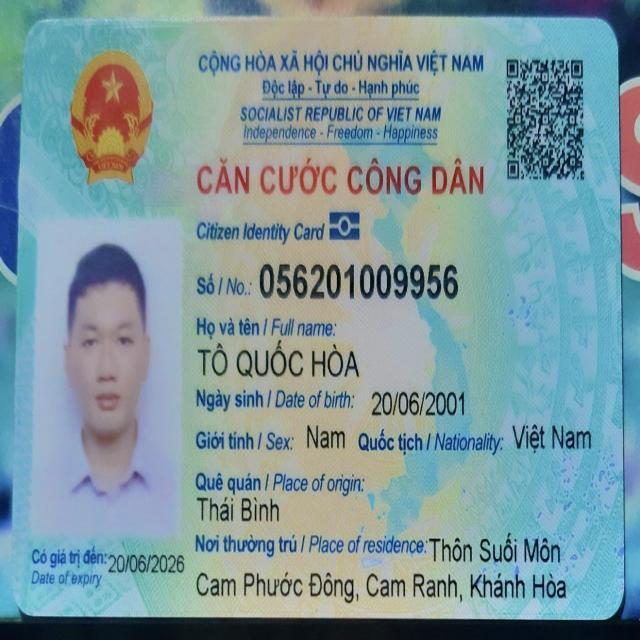 CỘNG HÒA XÃ HỘI CHỦ NGHĨA VIỆT NAM
Độc lập - Tự do - Hạnh phúc
SOCIALIST REPUBLIC OF VIET NAM
Independence - Freedom - Happiness
CĂN CƯỚC CÔNG DÂN
Citizen Identity Card
Số / No.: 056201009956
Họ và tên / Full name:
TÔ QUỐC HÒA
Ngày sinh / Date of birth: 20/06/2001
Giới tính / Sex: Nam Quốc tịch / Nationality: Việt Nam
Quê quán / Place of origin:
Thái Bình
Nơi thường trú / Place of residence: Thôn Suối Môn
Cam Phước Đông, Cam Ranh, Khánh Hòa
Có giá trị đến: 20/06/2026
Date of expiry